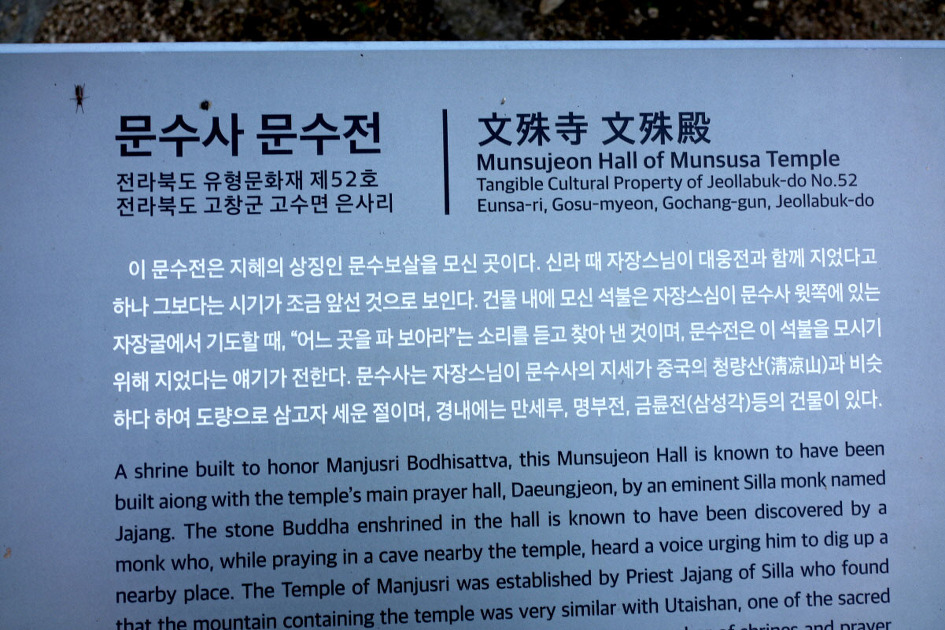 문수사 문수전
전라북도 유형문화재 제52호
전라북도 고창군 고수면 은사리
文殊寺 文殊殿
Munsujeon Hall of Munsusa Temple
Tangible Cultural Property of Jeollabuk-do No.52
Eunsa-ri, Gosu-myeon, Gochang-gun, Jeollabuk-do
이 문수전은 지혜의 상징인 문수보살을 모신 곳이다. 신라 때 자장스님이 대웅전과 함께 지었다고
하나 그보다는 시기가 조금 앞선 것으로 보인다. 건물 내에 모신 석불은 자장스심이 문수사 윗쪽에 있는
자장굴에서 기도할 때, “어느 곳을 파 보아라”는 소리를 듣고 찾아 낸 것이며, 문수전은 이 석불을 모시기
위해 지었다는 얘기가 전한다. 문수사는 자장스님이 문수사의 지세가 중국의 청량산(淸凉山)과 비슷
하다 하여 도량으로 삼고자 세운 절이며, 경내에는 만세루, 명부전, 금륜전(삼성각)등의 건물이 있다.
A shrine built to honor Manjusri Bodhisattva, this Munsujeon Hall is known to have been
built aiong with the temple's main prayer hall, Daeungjeon, by an eminent Silla monk named
Jajang. The stone Buddha enshrined in the hall is known to have been discovered by a
monk who, while praying in a cave nearby the temple, heard a voice urging him to dig up a
nearby place. The Temple of Manjusri was established by Priest Jajang of Silla who found
that the mountain containing the temple was very similar with Utaishan, one of the sacred
of shrines and prayer